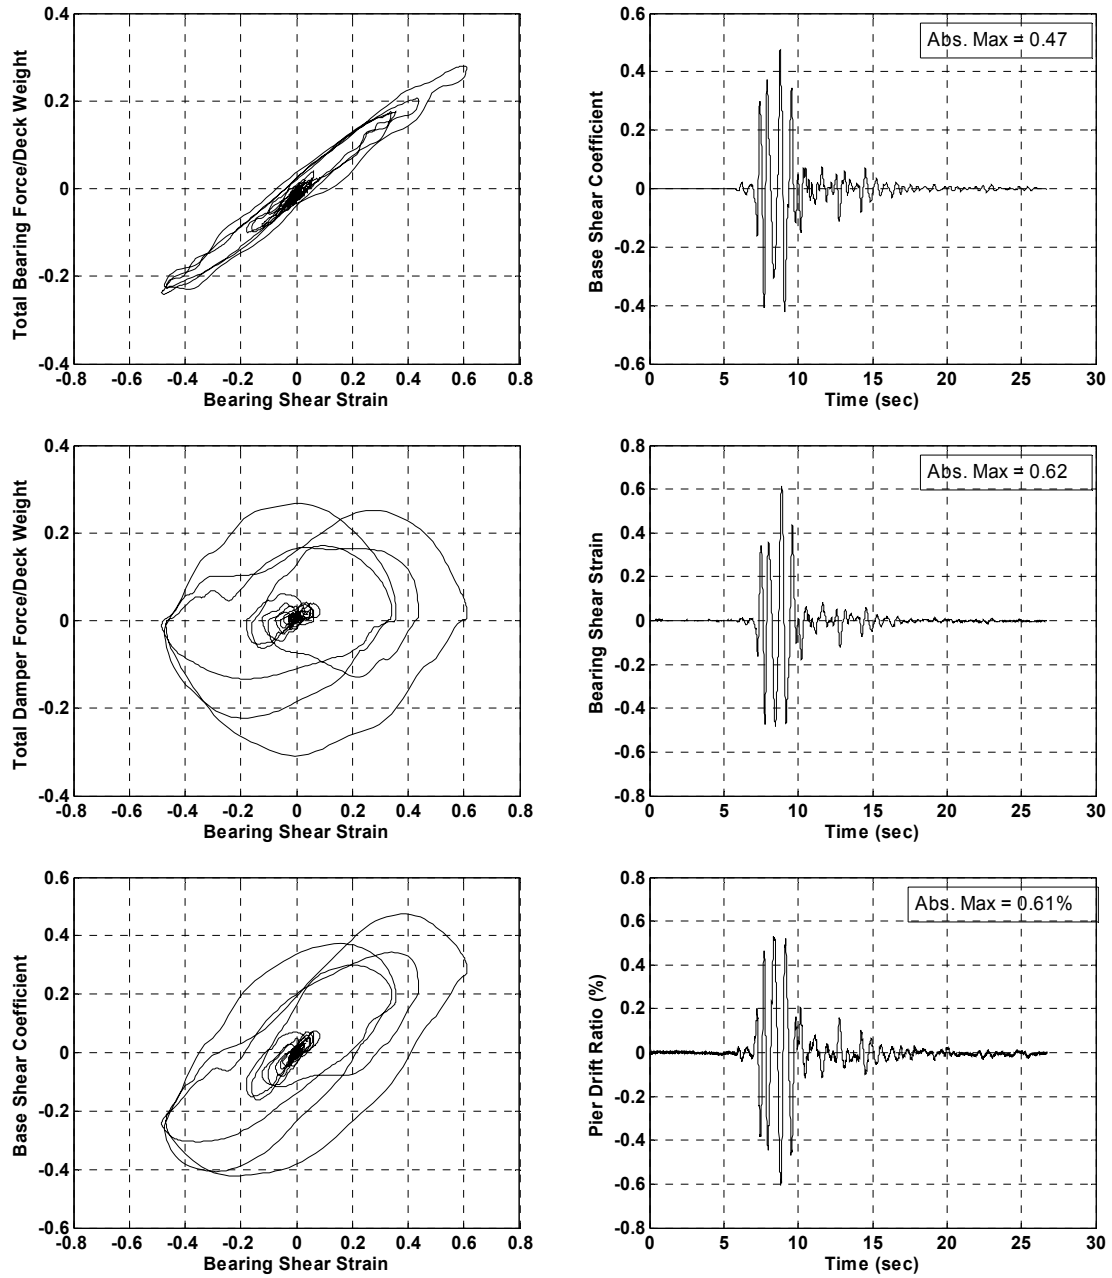 0.4
0.2
0
-0.2
-0.4
-0.8 -0.6 -0.4 -0.2 0 0.2 0.4 0.6 0.8
Bearing Shear Strain
Total Bearing Force/Deck Weight
0.6
0.4
0.2
0
-0.2
-0.4
-0.6
0 5 10 15 20 25 30
Time (sec)
Base Shear Coefficient
Abs. Max = 0.47
0.4
0.2
0
-0.2
-0.4
-0.8 -0.6 -0.4 -0.2 0 0.2 0.4 0.6 0.8
Bearing Shear Strain
Total Damper Force/Deck Weight
0.8
0.6
0.4
0.2
0
-0.2
-0.4
-0.6
-0.8
0 5 10 15 20 25 30
Time (sec)
Bearing Shear Strain
Abs. Max = 0.62
0.6
0.4
0.2
0
-0.2
-0.4
-0.6
-0.8 -0.6 -0.4 -0.2 0 0.2 0.4 0.6 0.8
Bearing Shear Strain
Base Shear Coefficient
0.8
0.6
0.4
0.2
0
-0.2
-0.4
-0.6
-0.8
0 5 10 15 20 25 30
Time (sec)
Pier Drift Ratio (%)
Abs. Max = 0.61%